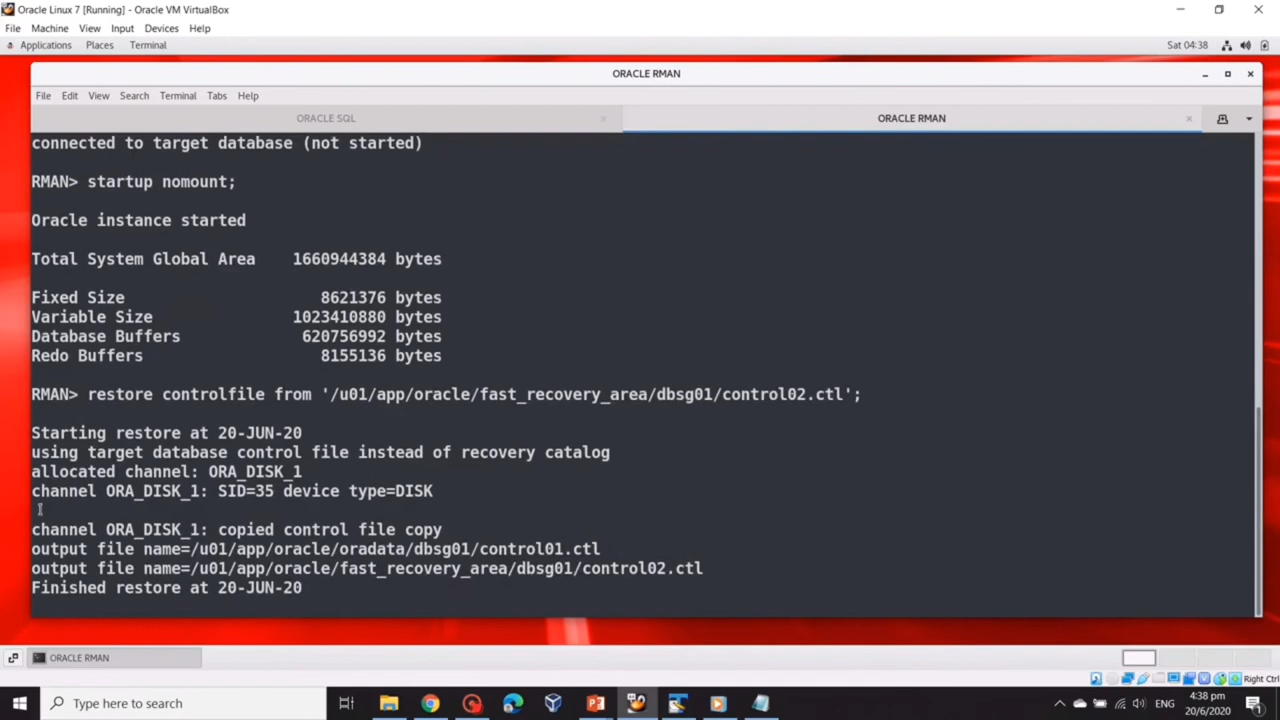 Oracle Linux 7 [Running] - Oracle VM VirtualBox
File Machine View Input Devices Help
Applications Places Terminal Sat 04:38
ORACLE RMAN
File Edit View Search Terminal Tabs Help
ORACLE SQL ORACLE RMAN
connected to target database (not started)
RMAN> startup nomount;
Oracle instance started
Total System Global Area 1660944384 bytes
Fixed Size 8621376 bytes
Variable Size 1023410880 bytes
Database Buffers 620756992 bytes
Redo Buffers 8155136 bytes
RMAN> restore controlfile from '/u01/app/oracle/fast_recovery_area/dbsg01/control02.ctl';
Starting restore at 20-JUN-20
using target database control file instead of recovery catalog
allocated channel: ORA_DISK_1
channel ORA_DISK_1: SID=35 device type=DISK
channel ORA_DISK_1: copied control file copy
output file name=/u01/app/oracle/oradata/dbsg01/control01.ctl
output file name=/u01/app/oracle/fast_recovery_area/dbsg01/control02.ctl
Finished restore at 20-JUN-20
ORACLE RMAN
Right Ctrl
Type here to search
ENG
4:38 pm
20/6/2020